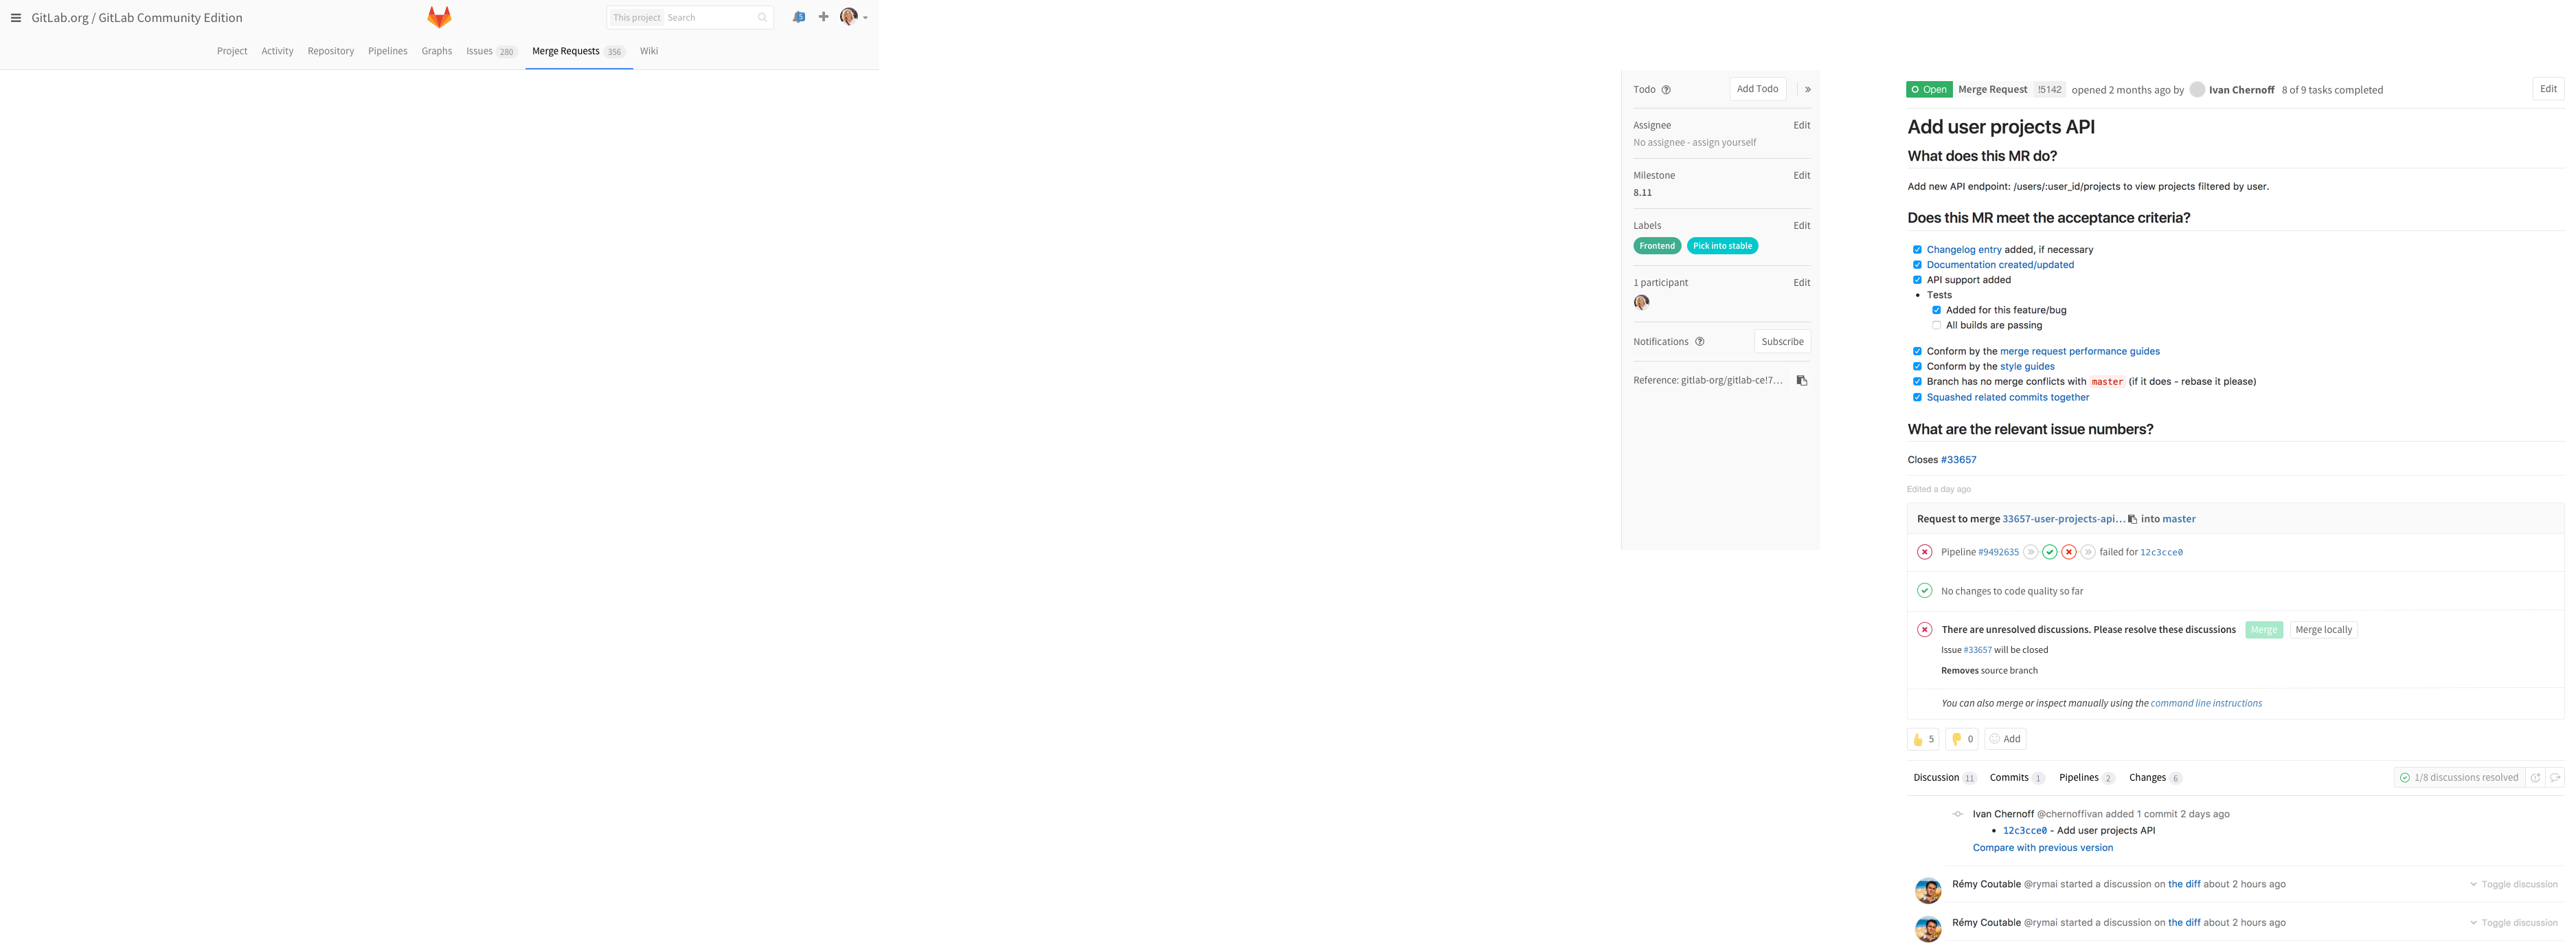 GitLab.org / GitLab Community Edition
This project Search
5
Project Activity Repository Pipelines Graphs Issues 280 Merge Requests 356 Wiki
Todo Add Todo »
Assignee Edit
No assignee - assign yourself
Milestone Edit
8.11
Labels Edit
Frontend Pick into stable
1 participant Edit
Notifications Subscribe
Reference: gitlab-org/gitlab-ce!7...
Open Merge Request !5142 opened 2 months ago by Ivan Chernoff 8 of 9 tasks completed Edit
Add user projects API
What does this MR do?
Add new API endpoint: /users/:user_id/projects to view projects filtered by user.
Does this MR meet the acceptance criteria?
Changelog entry added, if necessary
Documentation created/updated
API support added
• Tests
Added for this feature/bug
All builds are passing
Conform by the merge request performance guides
Conform by the style guides
Branch has no merge conflicts with master (if it does - rebase it please)
Squashed related commits together
What are the relevant issue numbers?
Closes #33657
Edited a day ago
Request to merge 33657-user-projects-api... into master
Pipeline #9492635 failed for 12c3cce0
No changes to code quality so far
There are unresolved discussions. Please resolve these discussions Merge Merge locally
Issue #33657 will be closed
Removes source branch
You can also merge or inspect manually using the command line instructions
5 0 Add
Discussion 11 Commits 1 Pipelines 2 Changes 6 1/8 discussions resolved
Ivan Chernoff @chernoffivan added 1 commit 2 days ago
• 12c3cce0 - Add user projects API
Compare with previous version
Rémy Coutable @rymai started a discussion on the diff about 2 hours ago Toggle discussion
Rémy Coutable @rymai started a discussion on the diff about 2 hours ago Toggle discussion